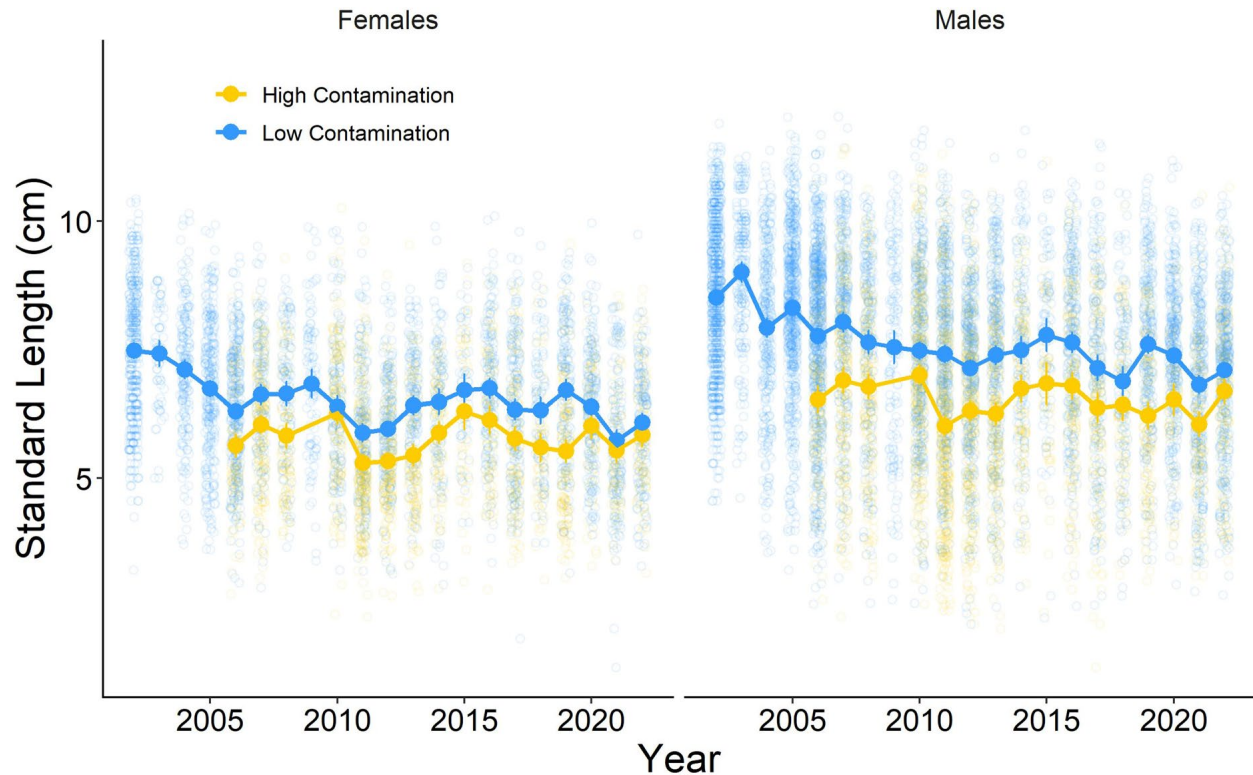 Females
Males
High Contamination
Low Contamination
Standard Length (cm)
10
5
2005 2010 2015 2020
2005 2010 2015 2020
Year